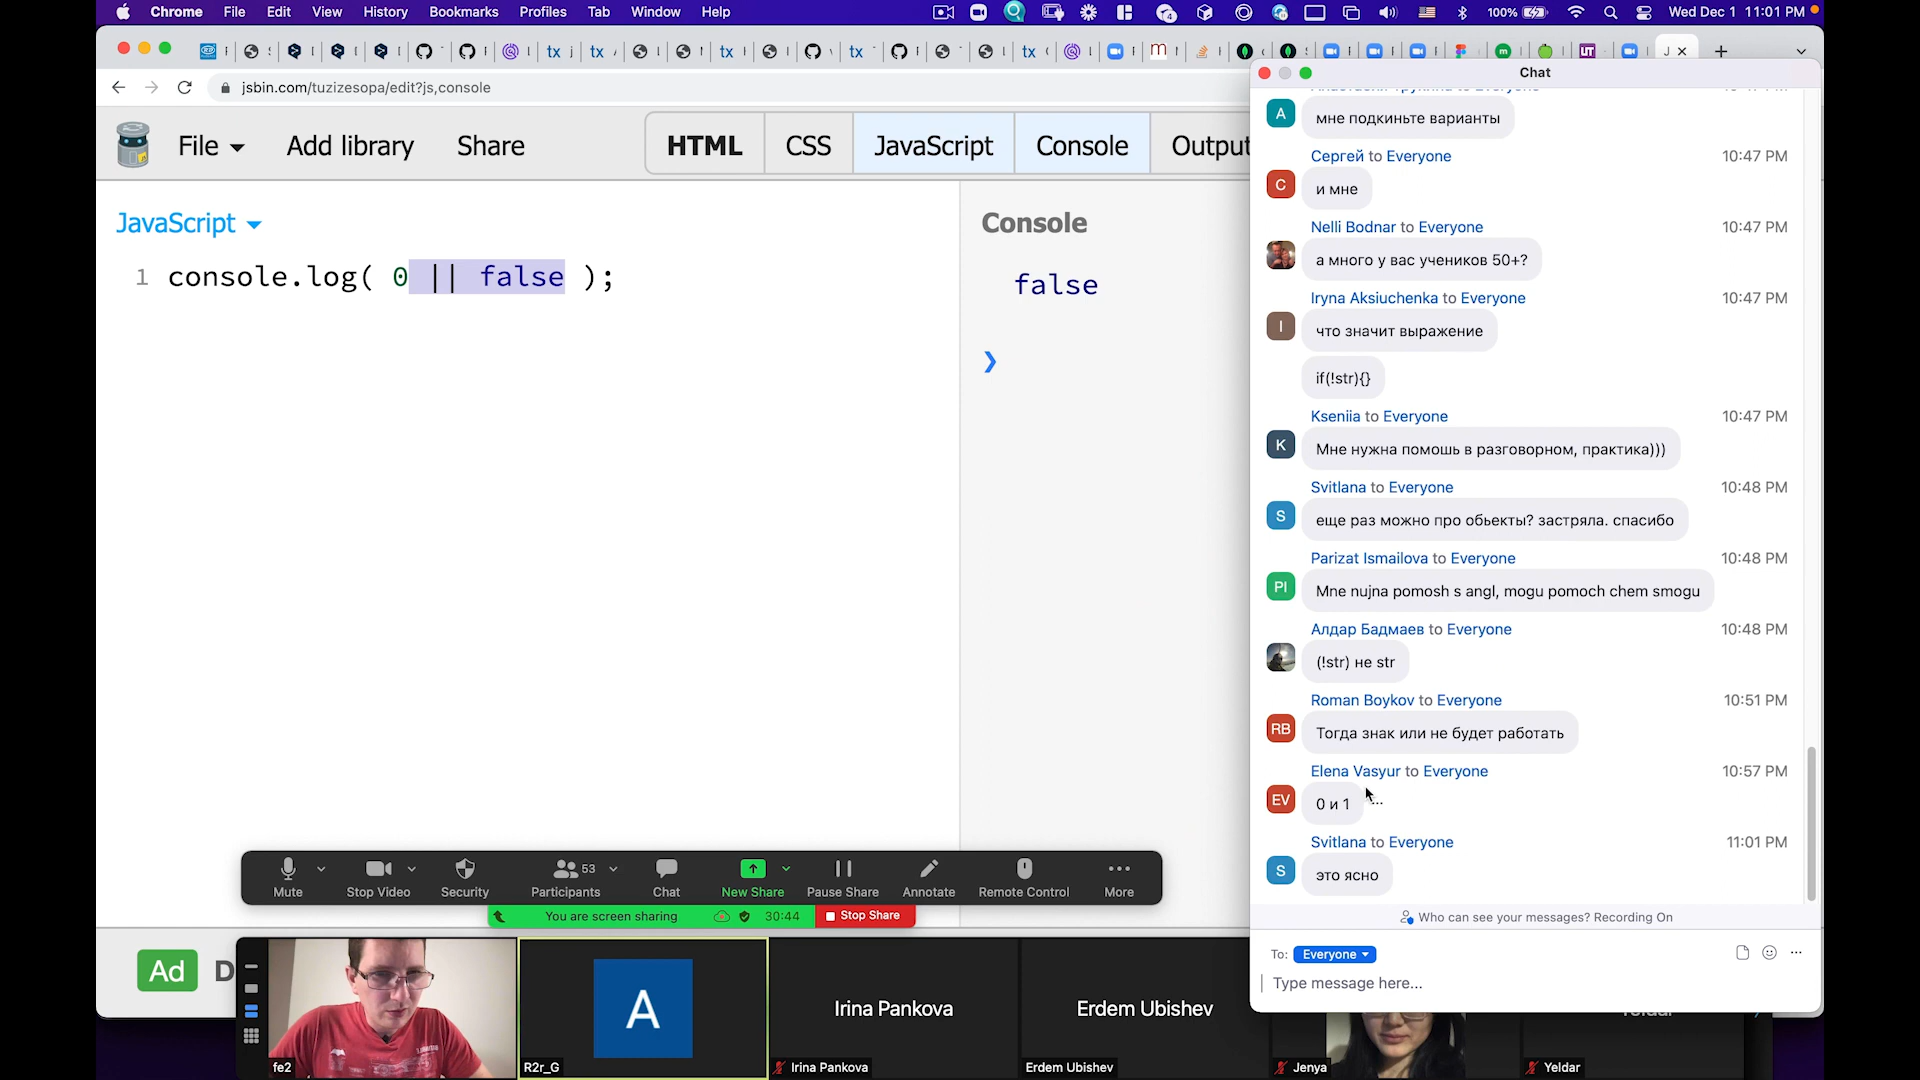 Chrome File Edit View History Bookmarks Profiles Tab Window Help
100% Wed Dec 1 11:01 PM
jsbin.com/tuzizesopa/edit?js,console
File Add library Share HTML CSS JavaScript Console Output
JavaScript
1 console.log( 0 || false );
Console
false
Chat
мне подкиньте варианты
Сергей to Everyone 10:47 PM
и мне
Nelli Bodnar to Everyone 10:47 PM
а много у вас учеников 50+?
Iryna Aksiuchenka to Everyone 10:47 PM
что значит выражение
if(!str){}
Kseniia to Everyone 10:47 PM
Мне нужна помошь в разговорном, практика)))
Svitlana to Everyone 10:48 PM
еще раз можно про обьекты? застряла. спасибо
Parizat Ismailova to Everyone 10:48 PM
Mne nujna pomosh s angl, mogu pomoch chem smogu
Алдар Бадмаев to Everyone 10:48 PM
(!str) не str
Roman Boykov to Everyone 10:51 PM
Тогда знак или не будет работать
Elena Vasyur to Everyone 10:57 PM
0 и 1
Svitlana to Everyone 11:01 PM
это ясно
Who can see your messages? Recording On
To: Everyone
Type message here...
Mute Stop Video Security Participants 53 Chat New Share Pause Share Annotate Remote Control More
You are screen sharing 30:44 Stop Share
Ad D
fe2
A
R2r_G
Irina Pankova
Irina Pankova
Erdem Ubishev
Erdem Ubishev
Jenya
Yeldar